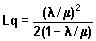 Lq = (λ/μ)²
2(1 − λ/μ)